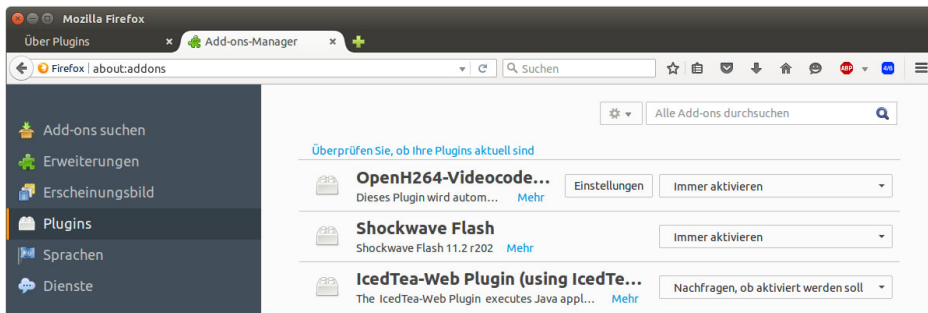 Mozilla Firefox
Über Plugins × Add-ons-Manager ×
Firefox about:addons Suchen ABP 4/6
Alle Add-ons durchsuchen
Add-ons suchen
Erweiterungen
Erscheinungsbild
Plugins
Sprachen
Dienste
Überprüfen Sie, ob Ihre Plugins aktuell sind
OpenH264-Videocode... Einstellungen Immer aktivieren
Dieses Plugin wird autom... Mehr
Shockwave Flash Immer aktivieren
Shockwave Flash 11.2 r202 Mehr
IcedTea-Web Plugin (using IcedTe... Nachfragen, ob aktiviert werden soll
The IcedTea-Web Plugin executes Java appl... Mehr